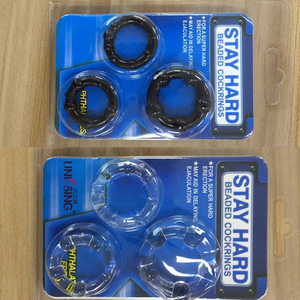 STAY HARD
BEADED COCKRINGS
★FOR A SUPER HARD
ERECTION
★MAY AID IN DELAYING
EJACULATION
STAY HARD
BEADED COCKRINGS
★FOR A SUPER HARD
ERECTION
★MAY AID IN DELAYING
EJACULATION